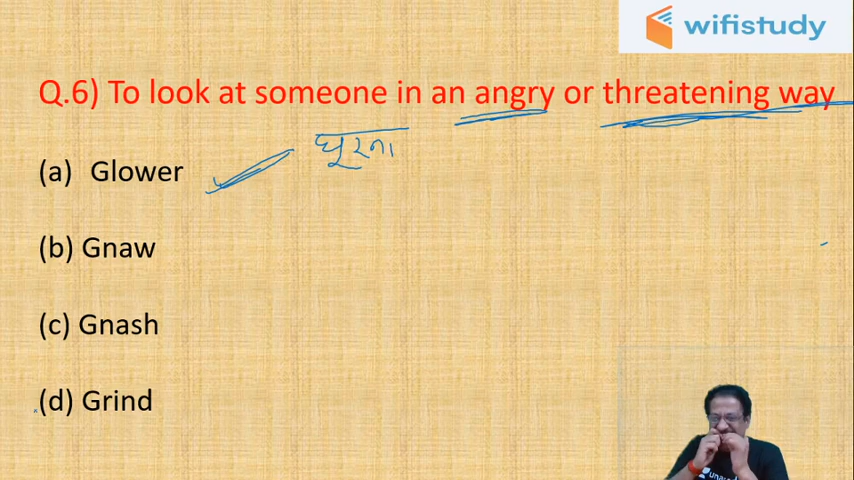 wifistudy
Q.6) To look at someone in an angry or threatening way
घूरना
(a) Glower
(b) Gnaw
(c) Gnash
(d) Grind